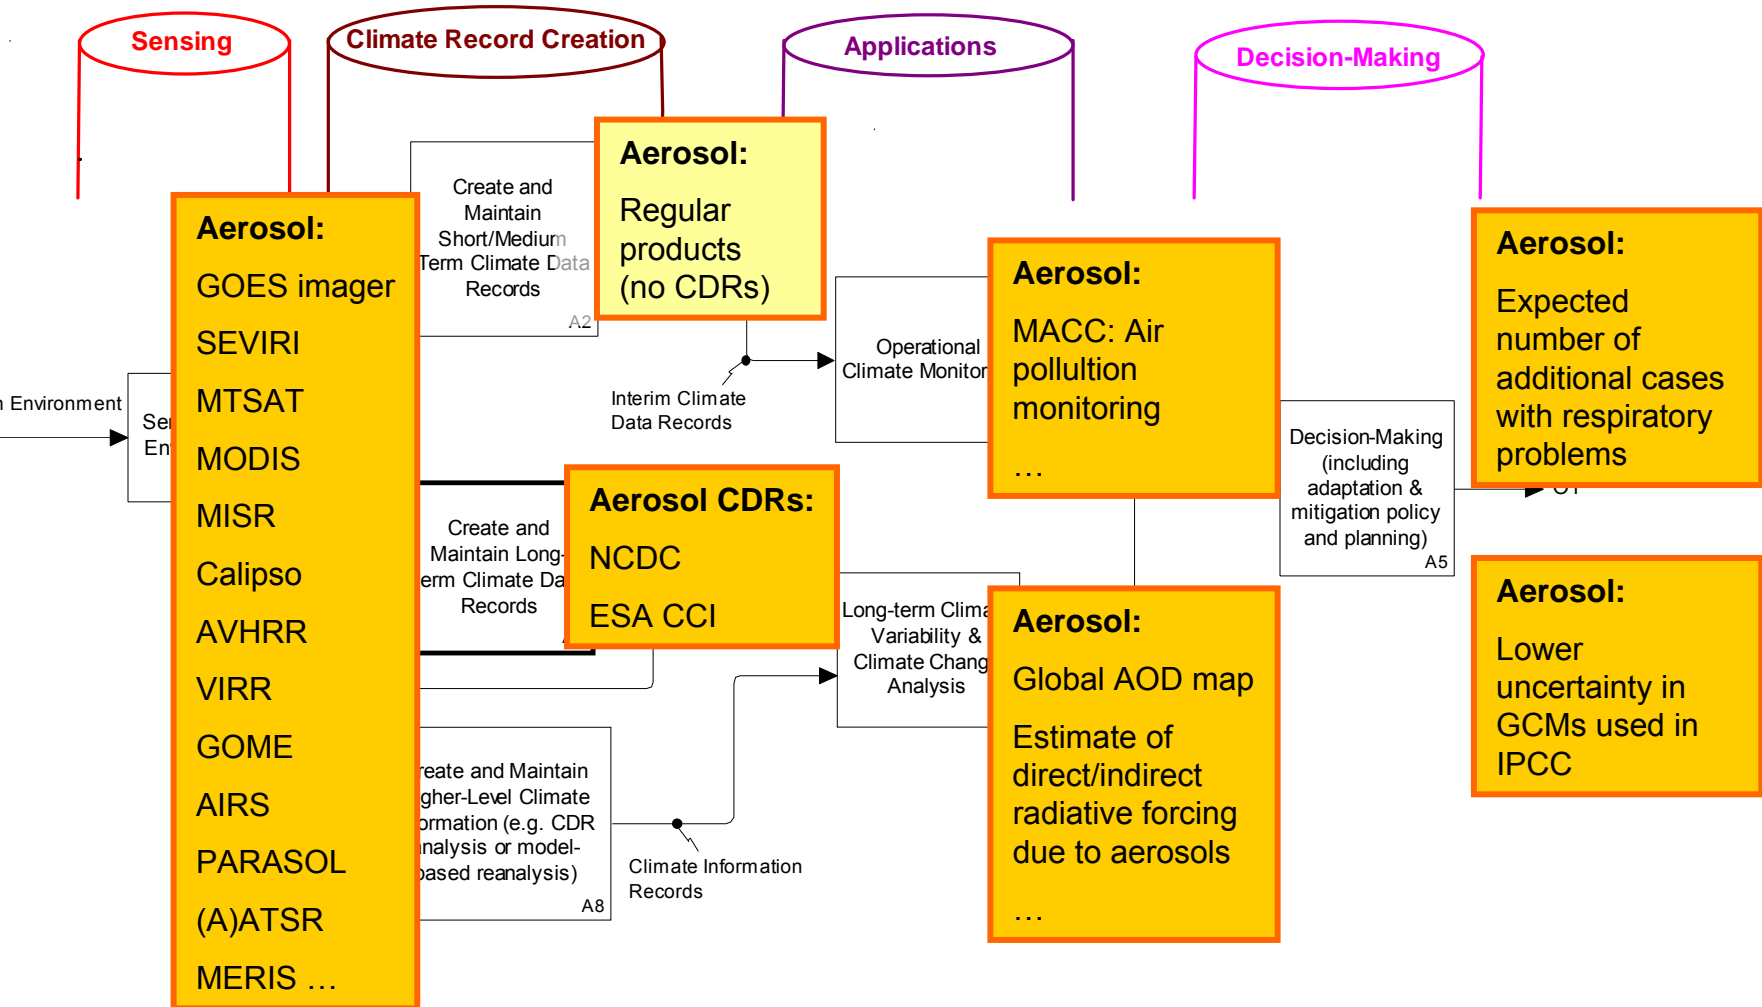 Sensing
Climate Record Creation
Applications
Decision-Making
Create and
Maintain
Short/Medium
Term Climate Data
Records
A2
Aerosol:
Regular
products
(no CDRs)
Aerosol:
GOES imager
SEVIRI
MTSAT
MODIS
MISR
Calipso
AVHRR
VIRR
GOME
AIRS
PARASOL
(A)ATSR
MERIS …
Environment
Interim Climate
Data Records
Operational
Climate Monitor
Aerosol:
MACC: Air
pollultion
monitoring
…
Aerosol:
Expected
number of
additional cases
with respiratory
problems
Decision-Making
(including
adaptation &
mitigation policy
and planning)
A5
Create and
Maintain Long-
erm Climate Da
Records
Aerosol CDRs:
NCDC
ESA CCI
Long-term Clima
Variability &
Climate Chang
Analysis
Aerosol:
Global AOD map
Estimate of
direct/indirect
radiative forcing
due to aerosols
…
Aerosol:
Lower
uncertainty in
GCMs used in
IPCC
reate and Maintain
gher-Level Climate
ormation (e.g. CDR
nalysis or model-
based reanalysis)
A8
Climate Information
Records